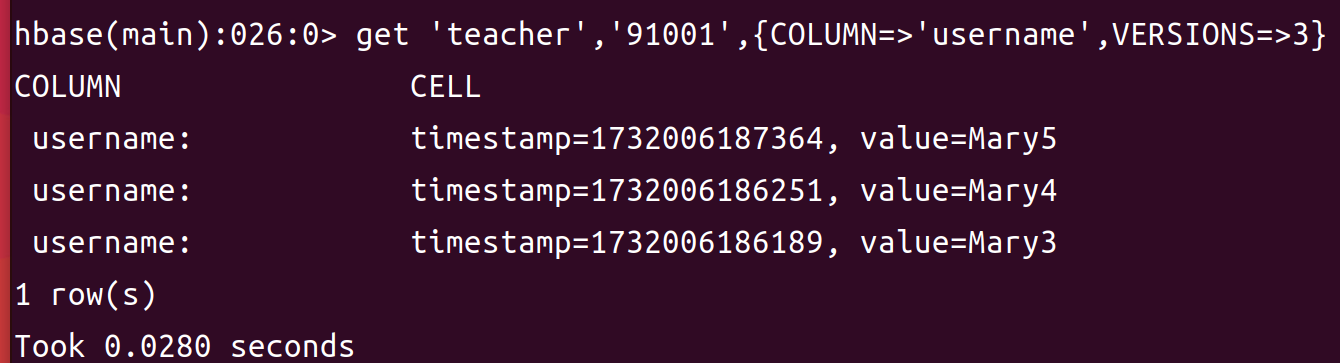 hbase(main):026:0> get 'teacher','91001',{COLUMN=>'username',VERSIONS=>3}
COLUMN                CELL
 username:            timestamp=1732006187364, value=Mary5
 username:            timestamp=1732006186251, value=Mary4
 username:            timestamp=1732006186189, value=Mary3
1 row(s)
Took 0.0280 seconds